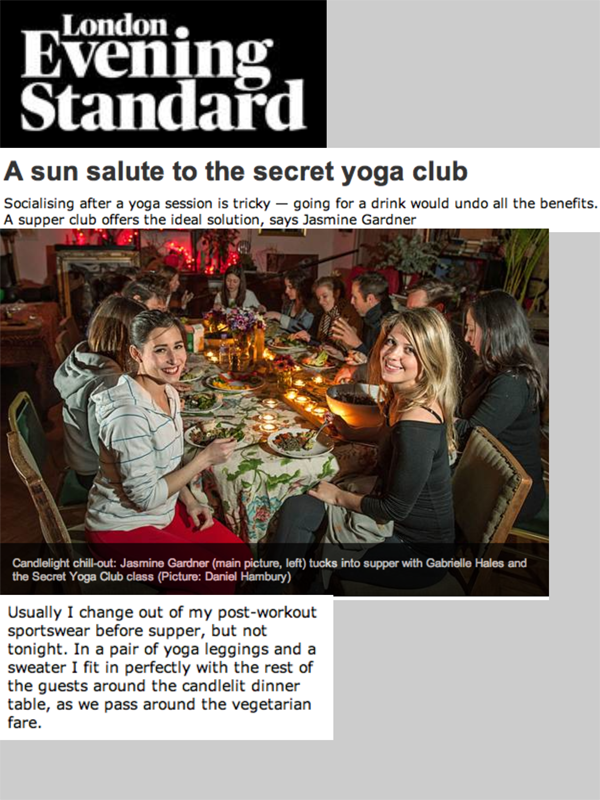 London
Evening
Standard
A sun salute to the secret yoga club
Socialising after a yoga session is tricky — going for a drink would undo all the benefits.
A supper club offers the ideal solution, says Jasmine Gardner
Candlelight chill-out: Jasmine Gardner (main picture, left) tucks into supper with Gabrielle Hales and
the Secret Yoga Club class (Picture: Daniel Hambury)
Usually I change out of my post-workout
sportswear before supper, but not
tonight. In a pair of yoga leggings and a
sweater I fit in perfectly with the rest of
the guests around the candlelit dinner
table, as we pass around the vegetarian
fare.